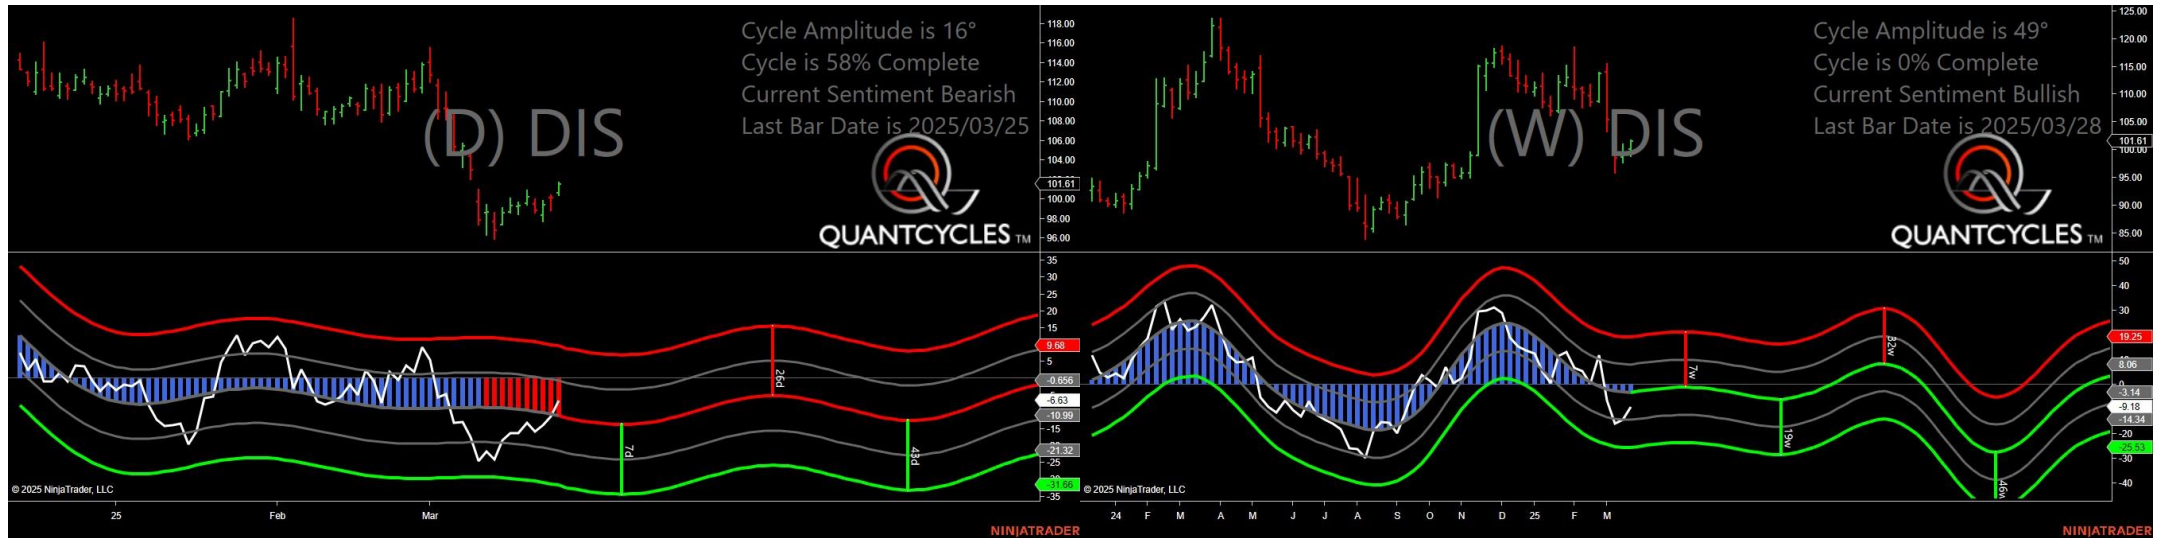 Cycle Amplitude is 16°
Cycle is 58% Complete
Current Sentiment Bearish
Last Bar Date is 2025/03/25
(D) DIS
QUANTCYCLES TM
118.00
116.00
114.00
112.00
110.00
108.00
106.00
104.00
101.61
100.00
98.00
96.00
35
30
25
20
15
9.68
5
-0.656
-6.63
-10.99
-15
-21.32
-25
-31.66
-35
7d
26d
43d
© 2025 NinjaTrader, LLC
25
Feb
Mar
NINJATRADER
Cycle Amplitude is 49°
Cycle is 0% Complete
Current Sentiment Bullish
Last Bar Date is 2025/03/28
(W) DIS
QUANTCYCLES TM
125.00
120.00
115.00
110.00
105.00
101.61
100.00
95.00
90.00
85.00
50
40
30
19.25
8.06
0
-3.14
-9.18
-14.34
-20
-25.53
-30
-40
7w
19w
32w
46w
© 2025 NinjaTrader, LLC
24
F
M
A
M
J
J
A
S
O
N
D
25
F
M
NINJATRADER